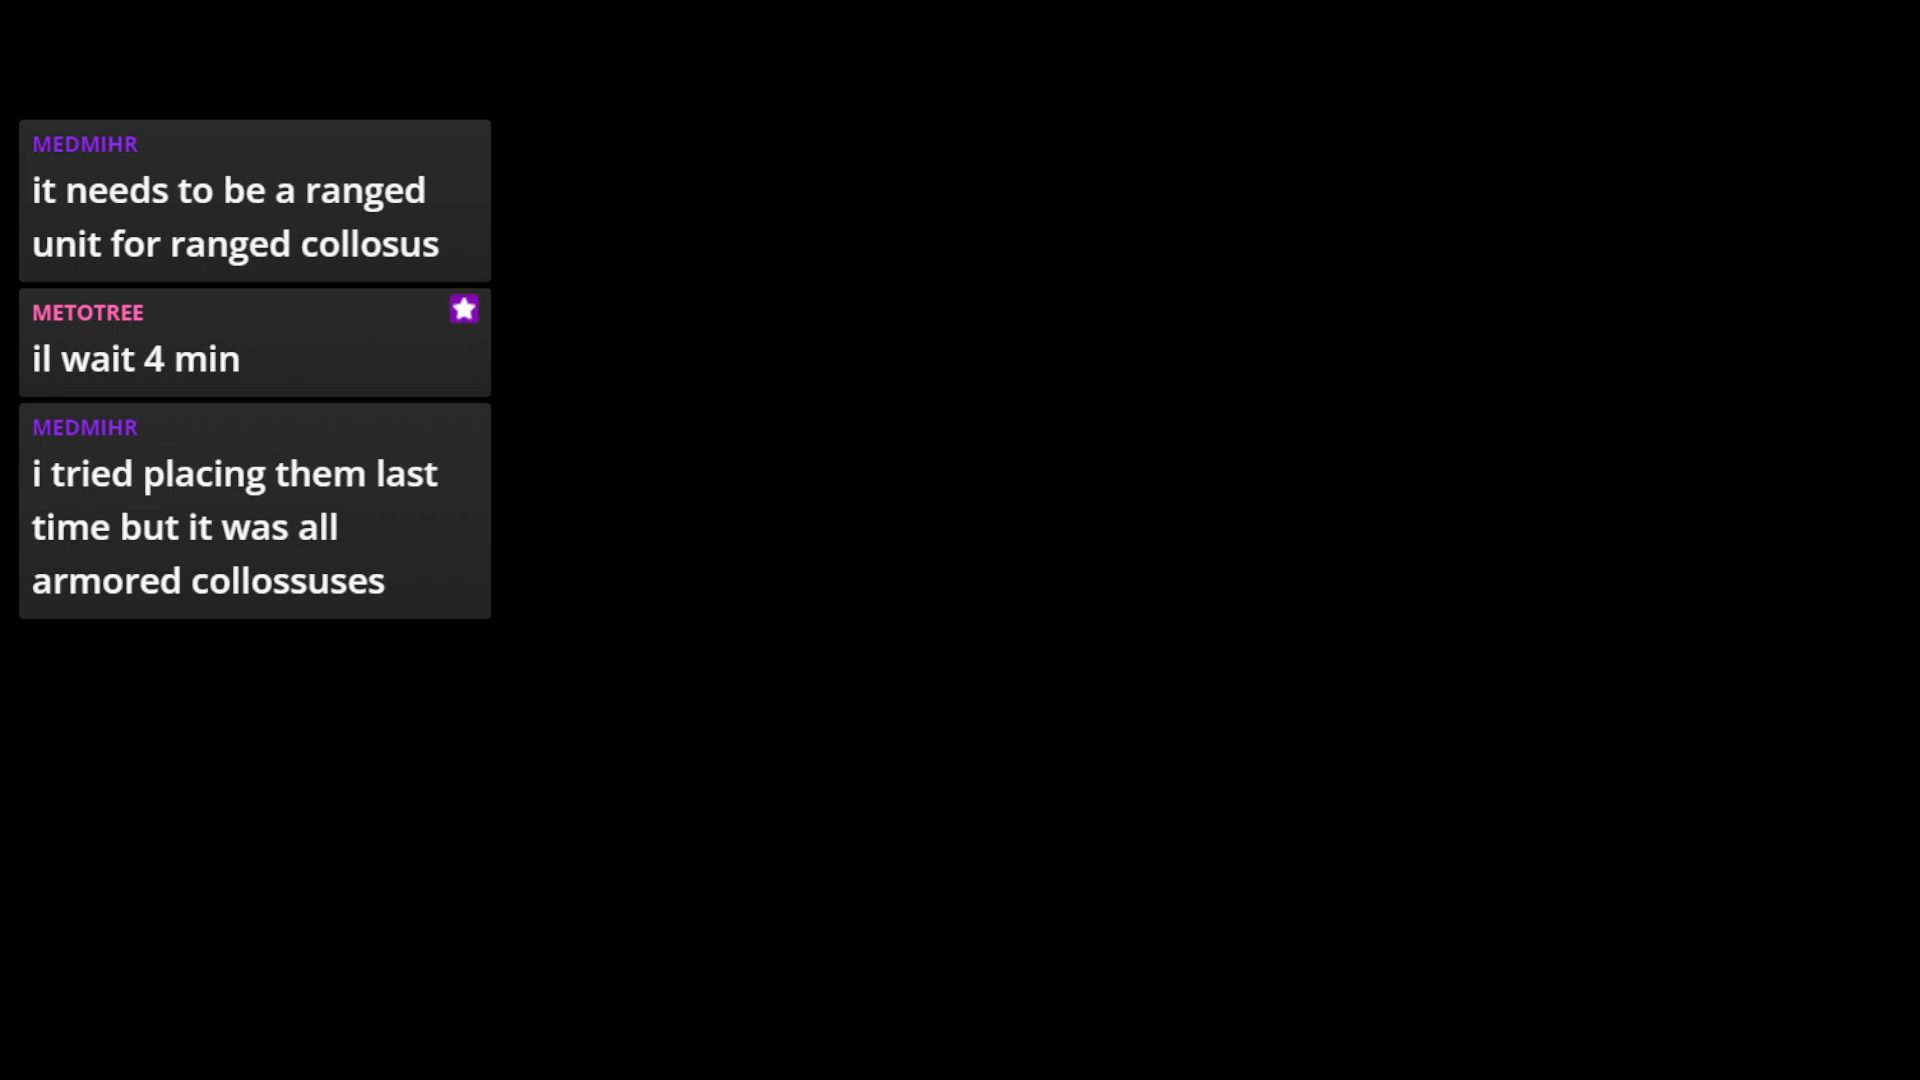 MEDMIHR
it needs to be a ranged
unit for ranged collosus
METOTREE
il wait 4 min
MEDMIHR
i tried placing them last
time but it was all
armored collossuses